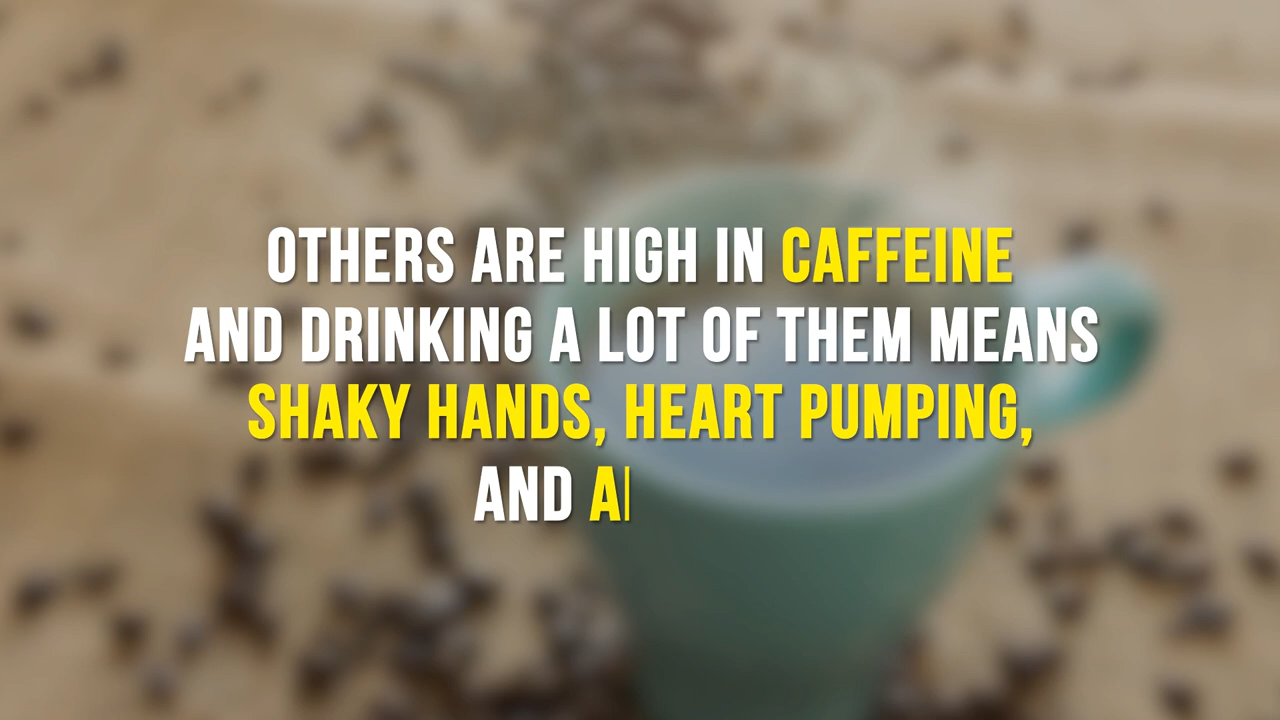 OTHERS ARE HIGH IN CAFFEINE
AND DRINKING A LOT OF THEM MEANS
SHAKY HANDS, HEART PUMPING,
AND A